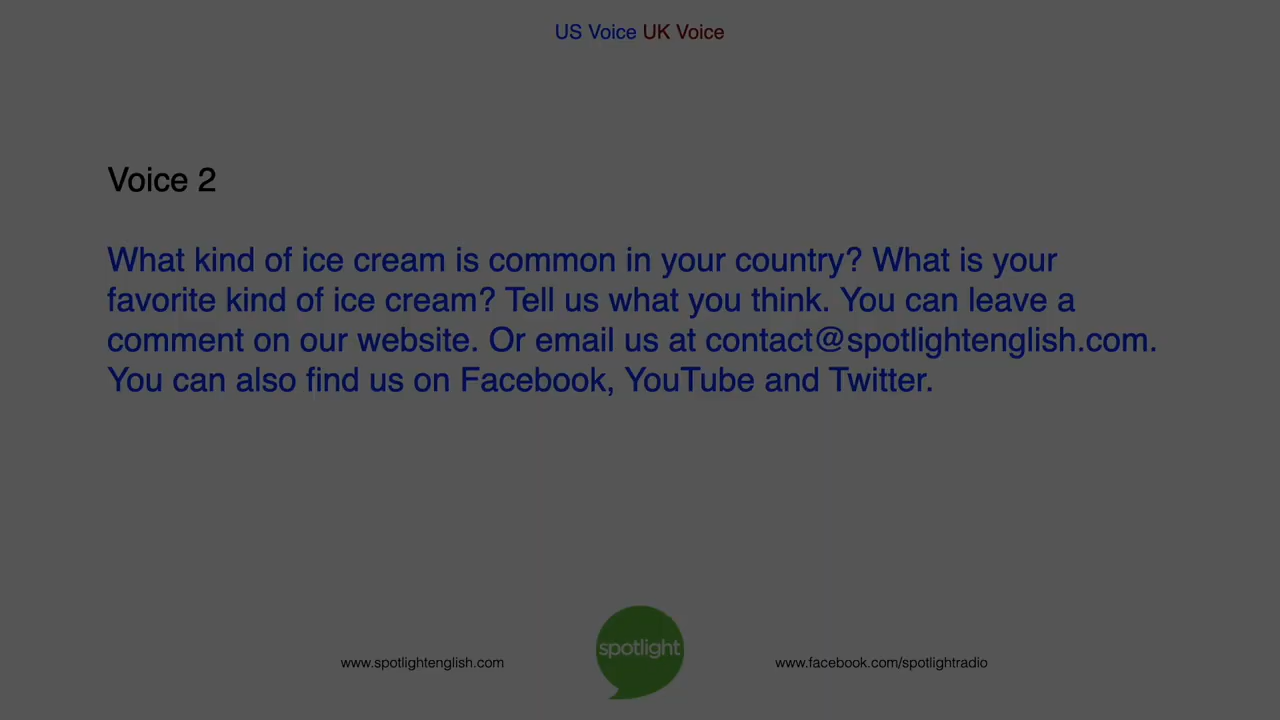 US Voice UK Voice
Voice 2
What kind of ice cream is common in your country? What is your
favorite kind of ice cream? Tell us what you think. You can leave a
comment on our website. Or email us at contact@spotlightenglish.com.
You can also find us on Facebook, YouTube and Twitter.
spotlight
www.spotlightenglish.com
www.facebook.com/spotlightradio